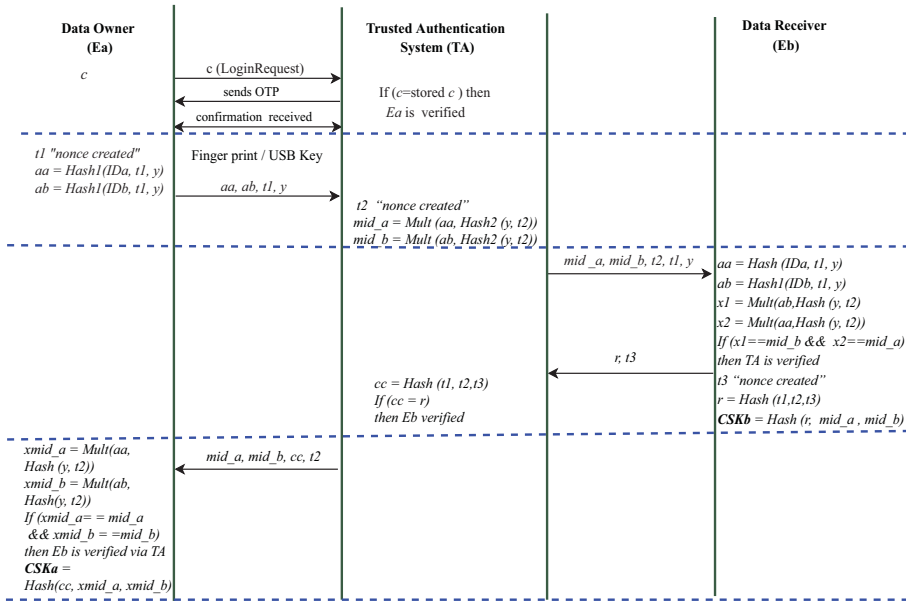 Data Owner
(Ea)
Trusted Authentication
System (TA)
Data Receiver
(Eb)
c
c (LoginRequest)
sends OTP
confirmation received
If (c=stored c ) then
Ea is verified
t1 "nonce created"
aa = Hash1(IDa, t1, y)
ab = Hash1(IDb, t1, y)
Finger print / USB Key
aa, ab, t1, y
t2 “nonce created”
mid_a = Mult (aa, Hash2 (y, t2))
mid_b = Mult (ab, Hash2 (y, t2))
mid _a, mid_b, t2, t1, y
aa = Hash (IDa, t1, y)
ab = Hash1(IDb, t1, y)
x1 = Mult(ab,Hash (y, t2)
x2 = Mult(aa,Hash (y, t2))
If (x1==mid_b && x2==mid_a)
then TA is verified
t3 “nonce created”
r = Hash (t1,t2,t3)
CSKb = Hash (r, mid_a , mid_b)
r, t3
cc = Hash (t1, t2,t3)
If (cc = r)
then Eb verified
mid_a, mid_b, cc, t2
xmid_a = Mult(aa,
Hash (y, t2))
xmid_b = Mult(ab,
Hash(y, t2))
If (xmid_a= = mid_a
&& xmid_b = =mid_b)
then Eb is verified via TA
CSKa =
Hash(cc, xmid_a, xmid_b)